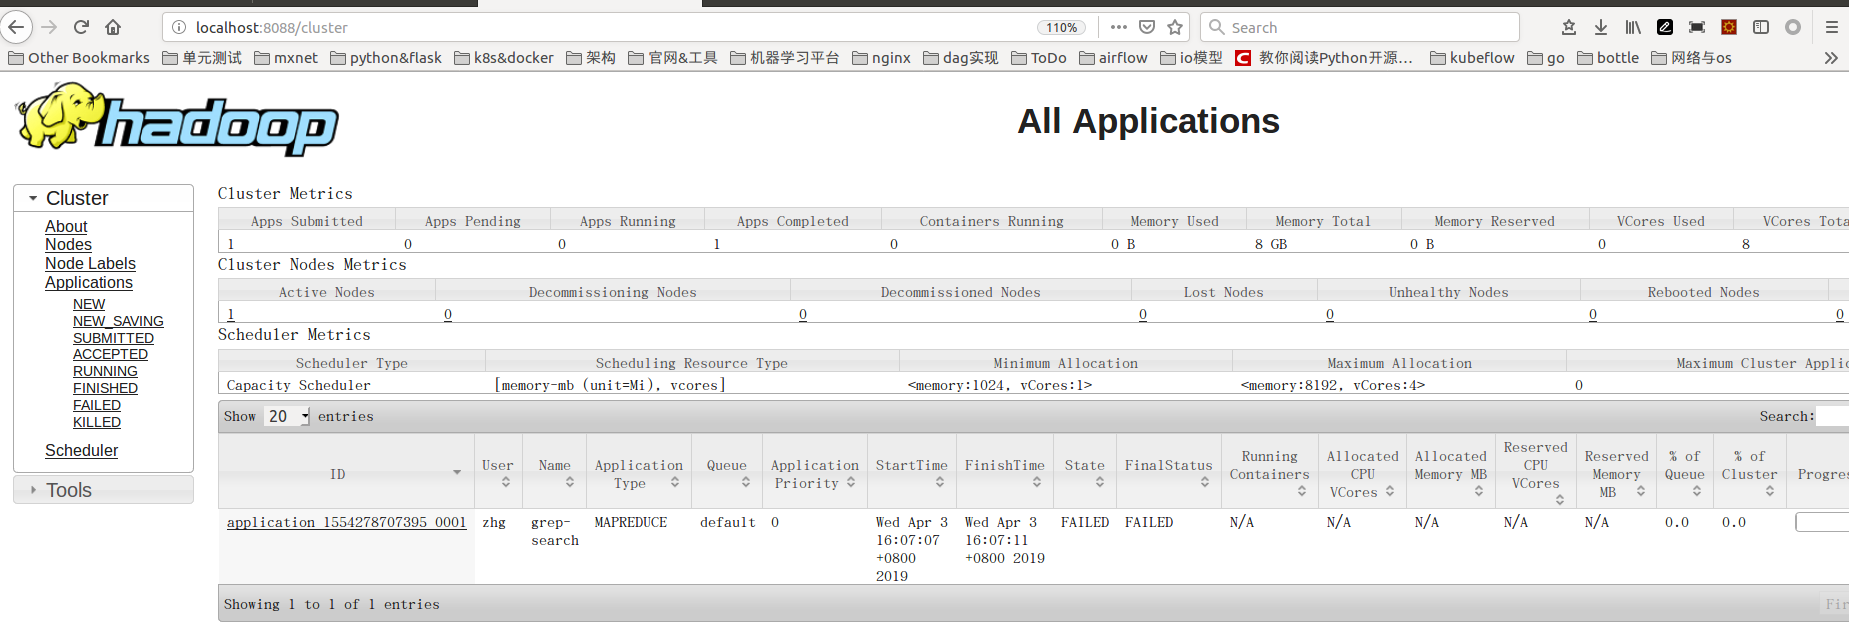 localhost:8088/cluster 110% Search
Other Bookmarks 单元测试 mxnet python&flask k8s&docker 架构 官网&工具 机器学习平台 nginx dag实现 ToDo airflow io模型 C 教你阅读Python开源... kubeflow go bottle 网络与os
hadoop
All Applications
Cluster
About
Nodes
Node Labels
Applications
NEW
NEW_SAVING
SUBMITTED
ACCEPTED
RUNNING
FINISHED
FAILED
KILLED
Scheduler
Tools
Cluster Metrics
Apps Submitted Apps Pending Apps Running Apps Completed Containers Running Memory Used Memory Total Memory Reserved VCores Used VCores Tota
1 0 0 1 0 0 B 8 GB 0 B 0 8
Cluster Nodes Metrics
Active Nodes Decommissioning Nodes Decommissioned Nodes Lost Nodes Unhealthy Nodes Rebooted Nodes
1 0 0 0 0 0 0
Scheduler Metrics
Scheduler Type Scheduling Resource Type Minimum Allocation Maximum Allocation Maximum Cluster Applic
Capacity Scheduler [memory-mb (unit=Mi), vcores] <memory:1024, vCores:1> <memory:8192, vCores:4> 0
Show 20 entries Search:
ID
User
Name
Application
Type
Queue
Application
Priority
StartTime
FinishTime
State
FinalStatus
Running
Containers
Allocated
CPU
VCores
Allocated
Memory MB
Reserved
CPU
VCores
Reserved
Memory
MB
% of
Queue
% of
Cluster
Progres
application_1554278707395_0001
zhg
grep-
search
MAPREDUCE
default
0
Wed Apr 3
16:07:07
+0800
2019
Wed Apr 3
16:07:11
+0800 2019
FAILED
FAILED
N/A
N/A
N/A
N/A
N/A
0.0
0.0
Showing 1 to 1 of 1 entries Fir